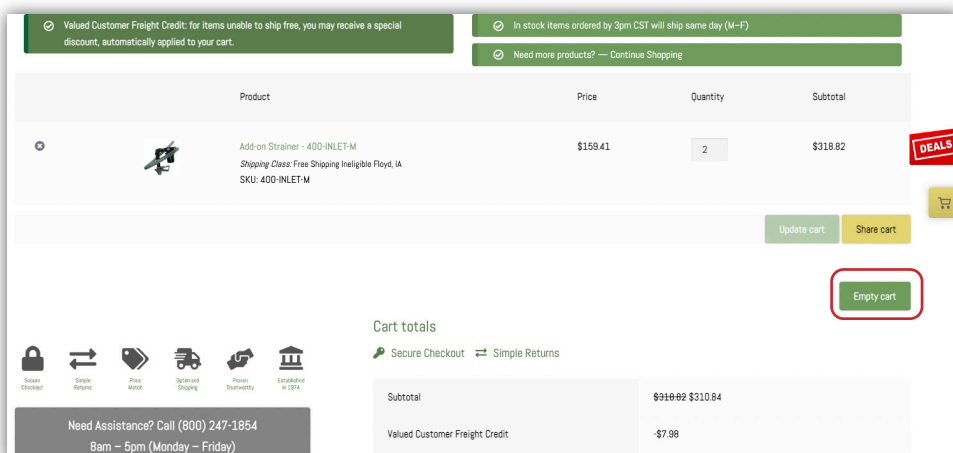 Valued Customer Freight Credit: for items unable to ship free, you may receive a special
discount, automatically applied to your cart.
In stock items ordered by 3pm CST will ship same day (M–F)
Need more products? — Continue Shopping
Product Price Quantity Subtotal
Add-on Strainer - 400-INLET-M $159.41 2 $318.82
Shipping Class: Free Shipping Ineligible Floyd, IA
SKU: 400-INLET-M
DEALS
Update cart Share cart
Empty cart
Cart totals
Secure Checkout Simple Returns
Secure Checkout
Simple Returns
Price Match
Optimized Shipping
Proven Trustworthy
Established in 1974
Subtotal $318.82 $310.84
Need Assistance? Call (800) 247-1854
8am – 5pm (Monday – Friday)
Valued Customer Freight Credit -$7.98